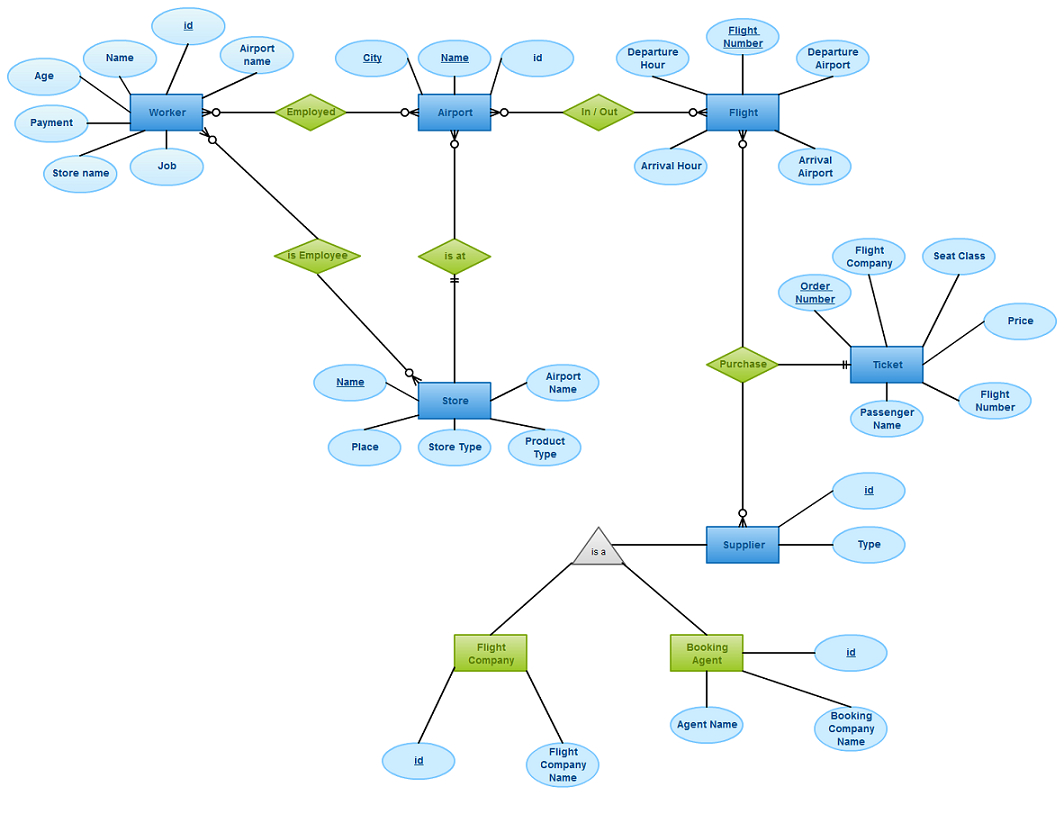 id
Name
Airport
name
Age
Payment
Store name
Job
Worker
Employed
City
Name
id
Airport
In / Out
Flight
Number
Departure
Hour
Departure
Airport
Flight
Arrival Hour
Arrival
Airport
is Employee
is at
Flight
Company
Seat Class
Order
Number
Price
Purchase
Ticket
Flight
Number
Passenger
Name
Name
Airport
Name
Store
Place
Store Type
Product
Type
id
Supplier
Type
is a
Flight
Company
Booking
Agent
id
Agent Name
Booking
Company
Name
id
Flight
Company
Name